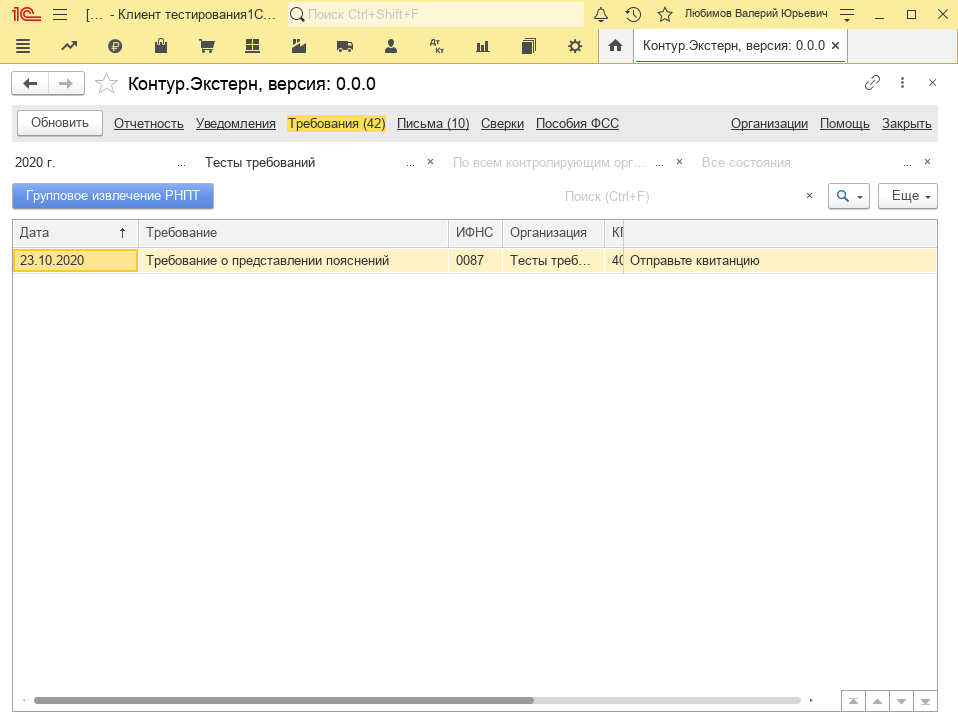 [... - Клиент тестирования1С... Поиск Ctrl+Shift+F Любимов Валерий Юрьевич
Дт Кт Контур.Экстерн, версия: 0.0.0 ×
Контур.Экстерн, версия: 0.0.0
Обновить Отчетность Уведомления Требования (42) Письма (10) Сверки Пособия ФСС Организации Помощь Закрыть
2020 г. ... Тесты требований ... × По всем контролирующим орг... ... × Все состояния ... ×
Групповое извлечение РНПТ Поиск (Ctrl+F) × Еще
Дата ↑ Требование ИФНС Организация
23.10.2020 Требование о представлении пояснений 0087 Тесты треб... 40 Отправьте квитанцию